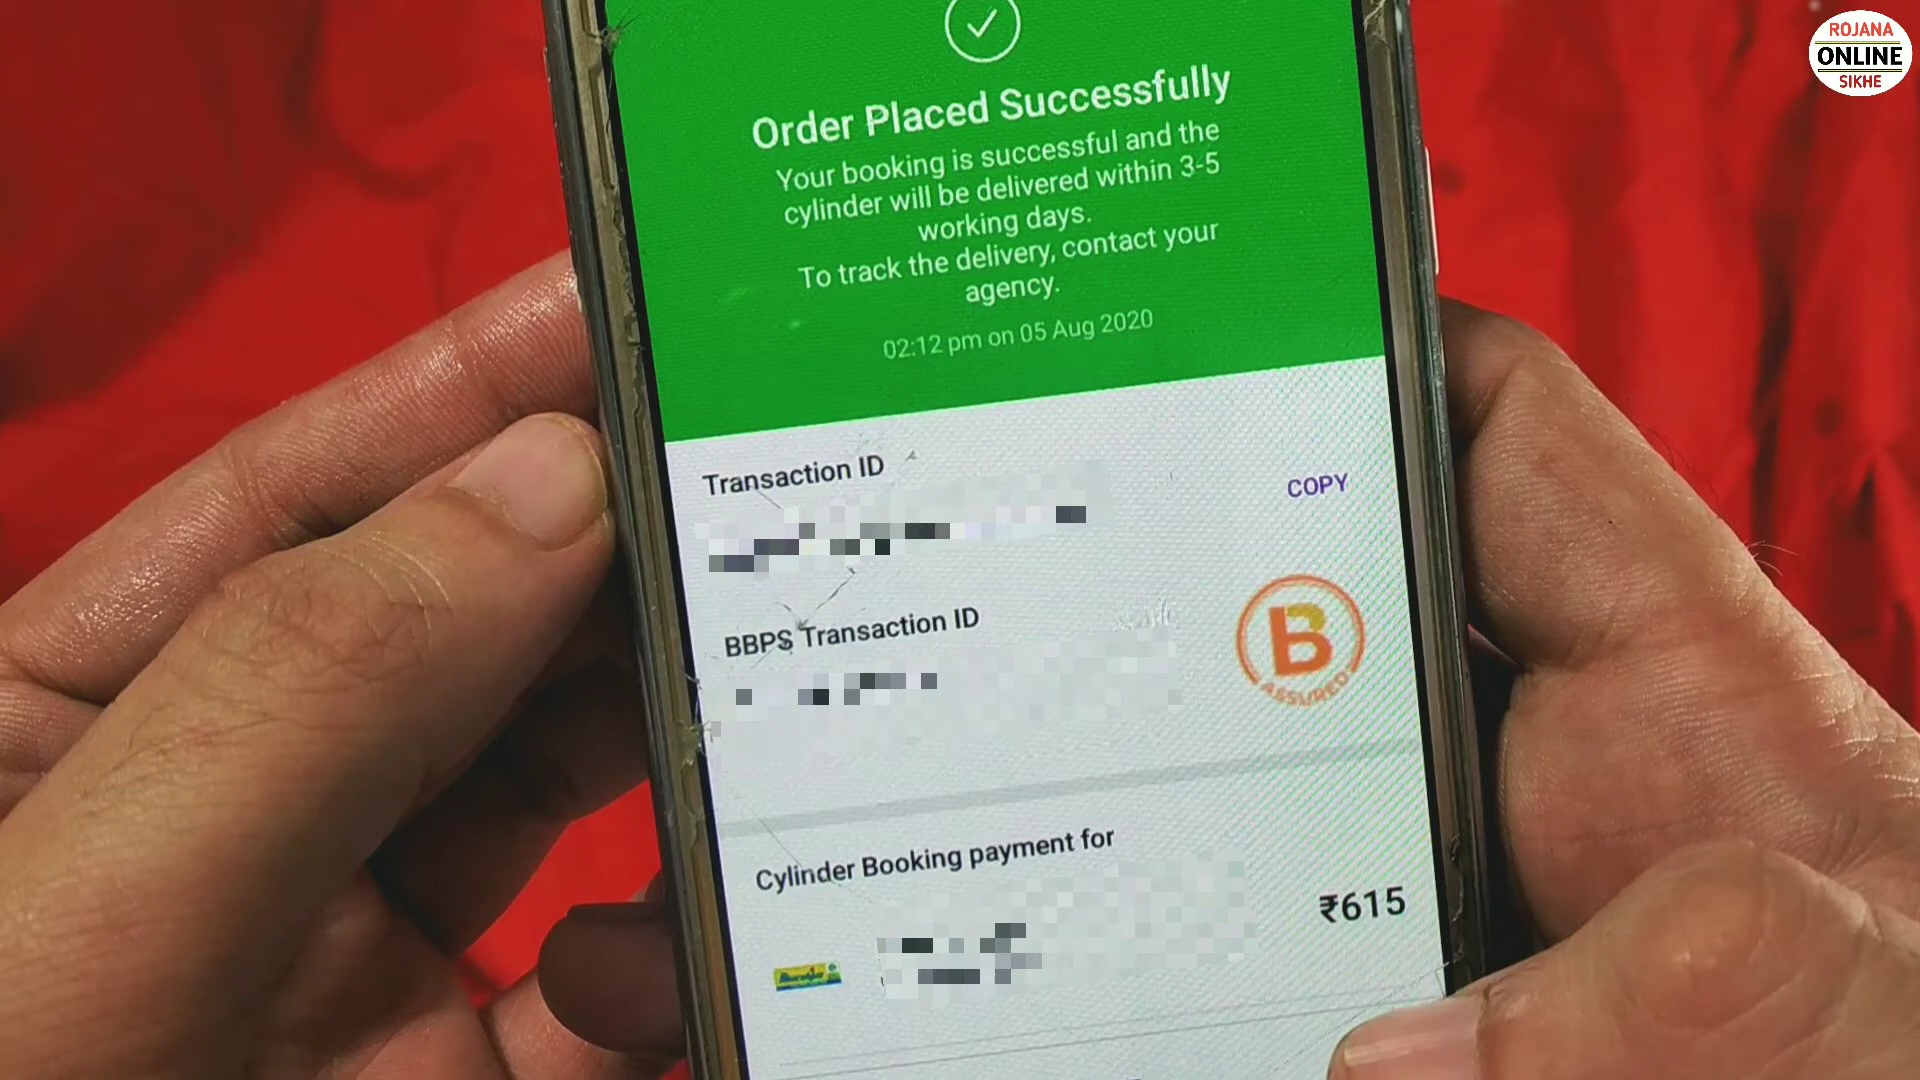 ROJANA
ONLINE
SIKHE
Order Placed Successfully
Your booking is successful and the
cylinder will be delivered within 3-5
working days.
To track the delivery, contact your
agency.
02:12 pm on 05 Aug 2020
Transaction ID
COPY
BBPS Transaction ID
B
ASSURED
Cylinder Booking payment for
₹615